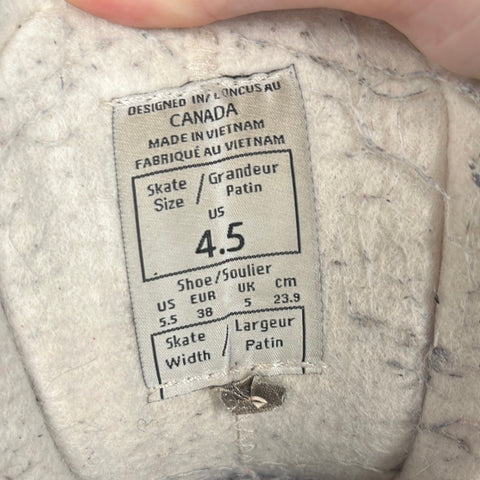 DESIGNED IN/CONCUS AU
CANADA
MADE IN VIETNAM
FABRIQUÉ AU VIETNAM
Skate Size / Grandeur Patin
US
4.5
Shoe/Soulier
US EUR UK Cm
5.5 38 5 23.9
Skate Width / Largeur Patin